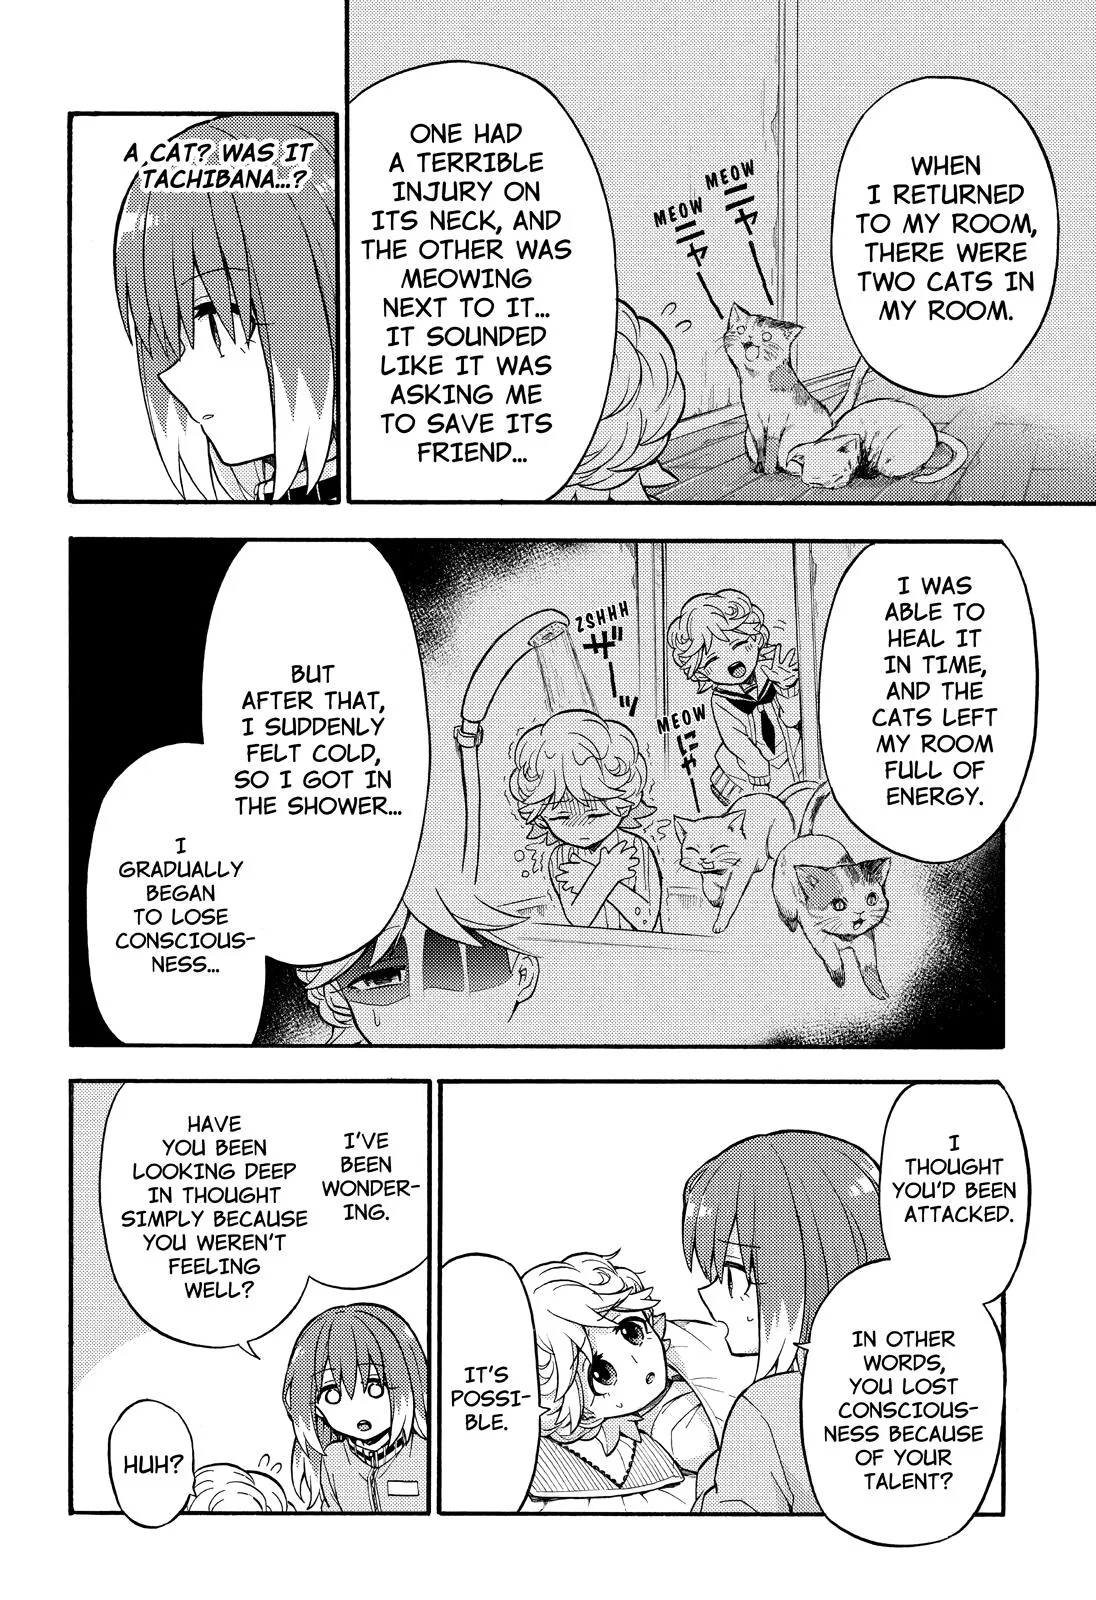 WHEN
I RETURNED
TO MY ROOM,
THERE WERE
TWO CATS IN
MY ROOM.
MEOW
ニャー
MEOW
ニャー
ONE HAD
A TERRIBLE
INJURY ON
ITS NECK, AND
THE OTHER WAS
MEOWING
NEXT TO IT...
IT SOUNDED
LIKE IT WAS
ASKING ME
TO SAVE ITS
FRIEND...
A CAT? WAS IT
TACHIBANA...?
I WAS
ABLE TO
HEAL IT
IN TIME,
AND THE
CATS LEFT
MY ROOM
FULL OF
ENERGY.
MEOW
にゃー
ZSHHH
ザーッ
BUT
AFTER THAT,
I SUDDENLY
FELT COLD,
SO I GOT IN
THE SHOWER...
I
GRADUALLY
BEGAN
TO LOSE
CONSCIOUS-
NESS...
I
THOUGHT
YOU'D BEEN
ATTACKED.
IN OTHER
WORDS,
YOU LOST
CONSCIOUS-
NESS BECAUSE
OF YOUR
TALENT?
IT'S
POSSI-
BLE.
I'VE
BEEN
WONDER-
ING.
HAVE
YOU BEEN
LOOKING DEEP
IN THOUGHT
SIMPLY BECAUSE
YOU WEREN'T
FEELING
WELL?
HUH?